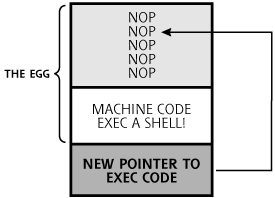 NOP
NOP
NOP
NOP
NOP
THE EGG
MACHINE CODE
EXEC A SHELL!
NEW POINTER TO
EXEC CODE